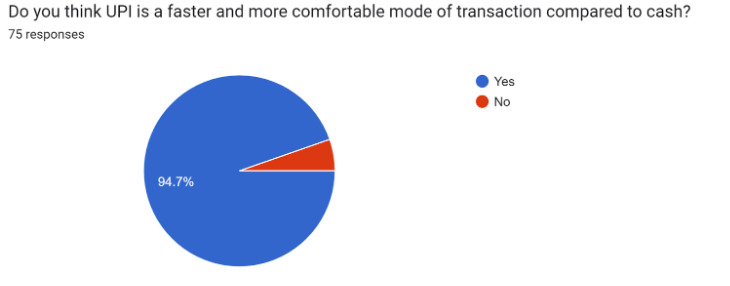 Do you think UPI is a faster and more comfortable mode of transaction compared to cash?
75 responses
Yes
No
94.7%